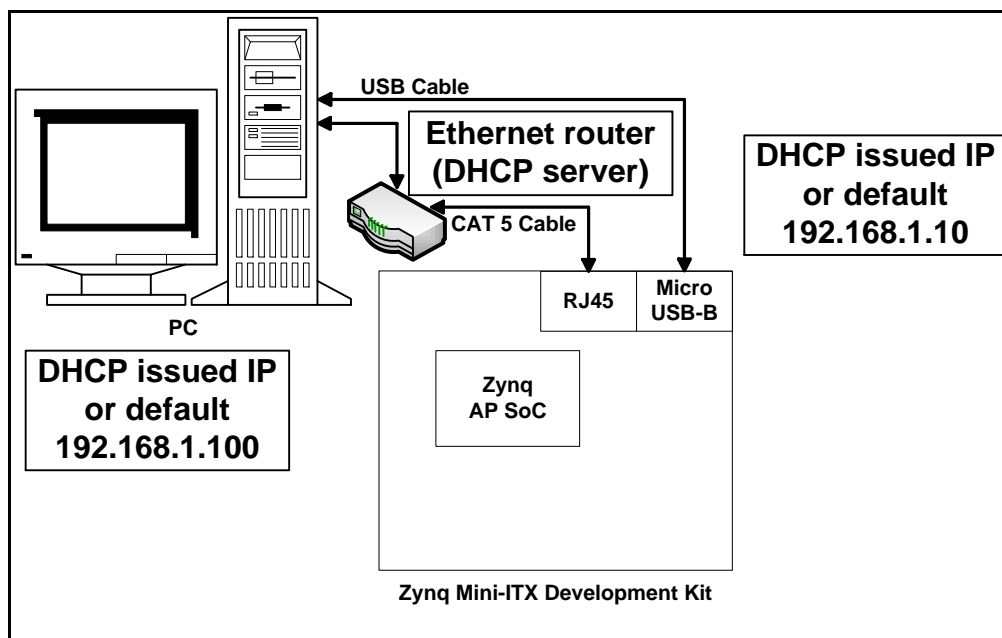 USB Cable
Ethernet router
(DHCP server)
CAT 5 Cable
DHCP issued IP
or default
192.168.1.10
RJ45
Micro
USB-B
PC
DHCP issued IP
or default
192.168.1.100
Zynq
AP SoC
Zynq Mini-ITX Development Kit